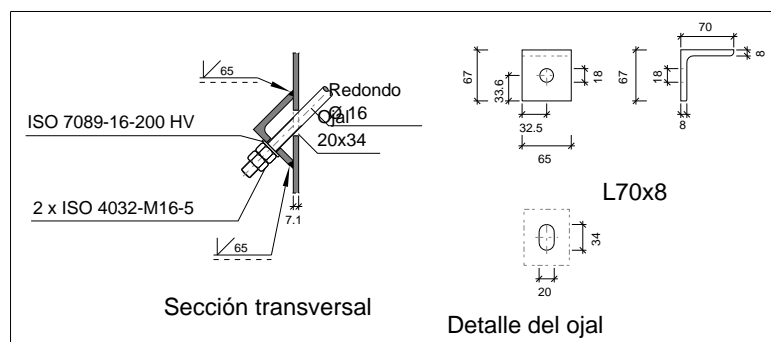 65
Redondo
Ø 16
Ojal
20x34
ISO 7089-16-200 HV
2 x ISO 4032-M16-5
7.1
65
Sección transversal
67
33.6
18
32.5
65
70
8
67
18
8
L70x8
34
20
Detalle del ojal